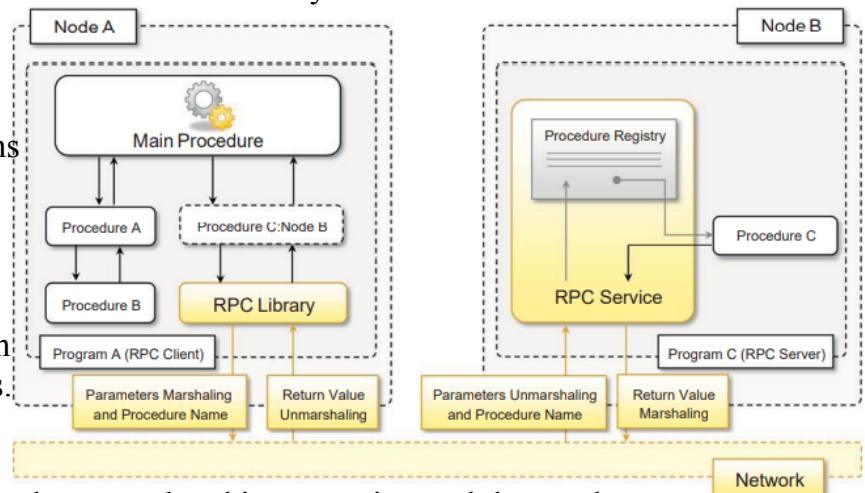 Node A
Node B
Main Procedure
Procedure Registry
Procedure A
Procedure C:Node B
Procedure C
Procedure B
RPC Library
RPC Service
Program A (RPC Client)
Program C (RPC Server)
Parameters Marshaling
and Procedure Name
Return Value
Unmarshaling
Parameters Unmarshaling
and Procedure Name
Return Value
Marshaling
Network